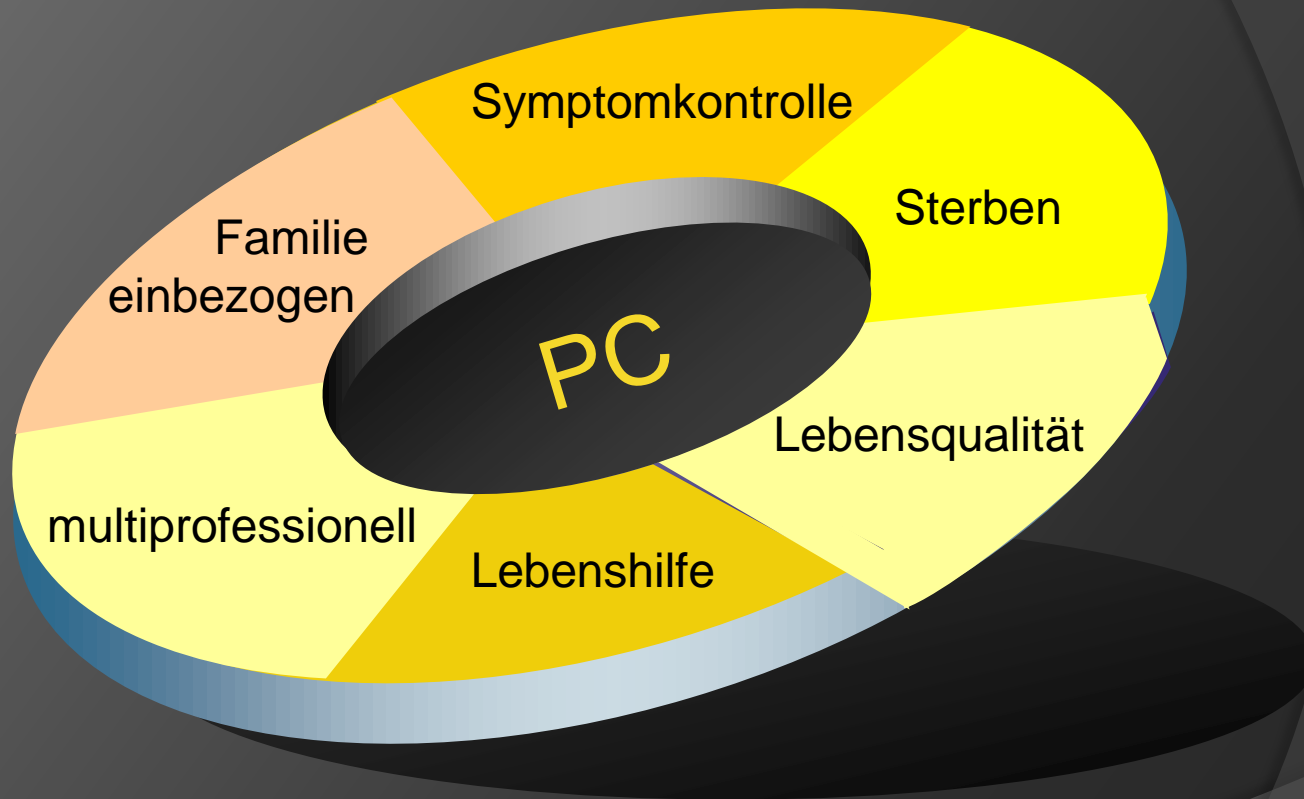 Symptomkontrolle
Sterben
Familie
einbezogen
PC
Lebensqualität
multiprofessionell
Lebenshilfe